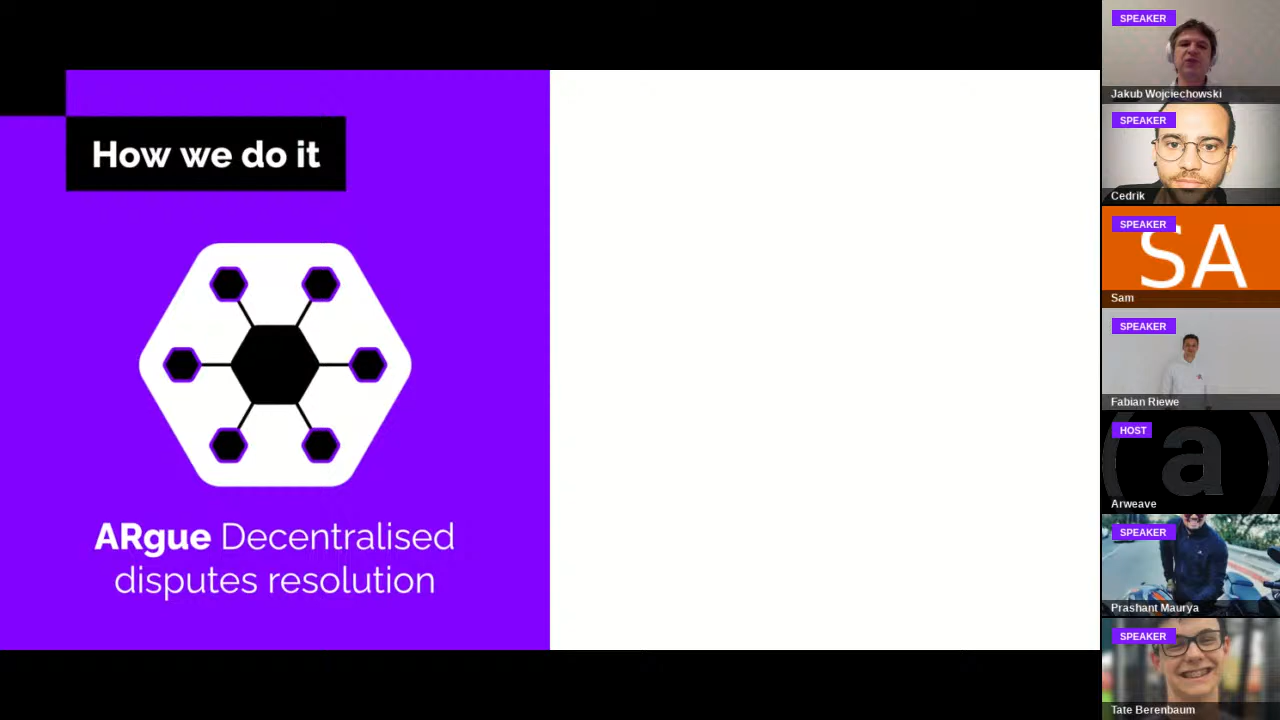 How we do it
ARgue Decentralised
disputes resolution
SPEAKER
Jakub Wojciechowski
SPEAKER
Cedrik
SPEAKER
SA
Sam
SPEAKER
Fabian Riewe
HOST
a
Arweave
SPEAKER
Prashant Maurya
SPEAKER
Tate Berenbaum